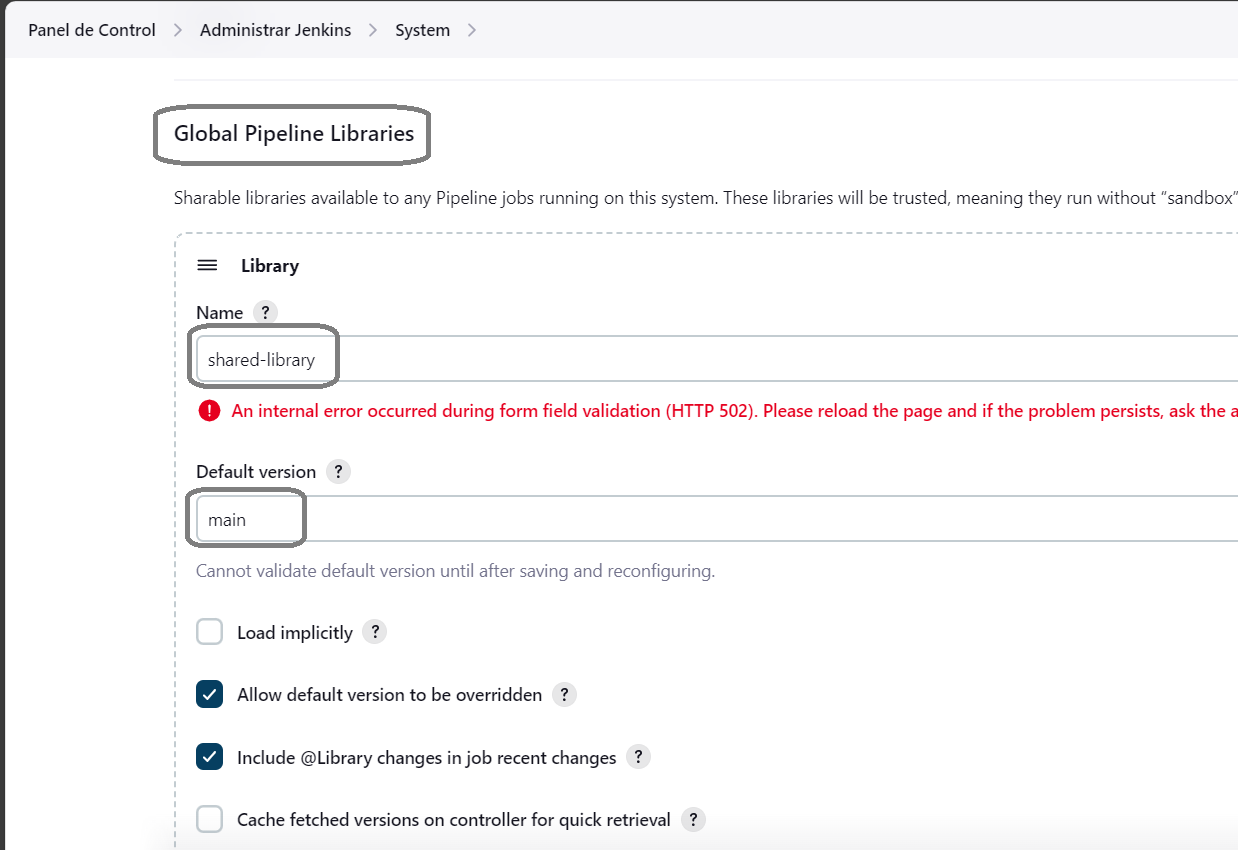 Panel de Control > Administrar Jenkins > System >
Global Pipeline Libraries
Sharable libraries available to any Pipeline jobs running on this system. These libraries will be trusted, meaning they run without “sandbox”
Library
Name ?
shared-library
An internal error occurred during form field validation (HTTP 502). Please reload the page and if the problem persists, ask the a
Default version ?
main
Cannot validate default version until after saving and reconfiguring.
Load implicitly ?
Allow default version to be overridden ?
Include @Library changes in job recent changes ?
Cache fetched versions on controller for quick retrieval ?